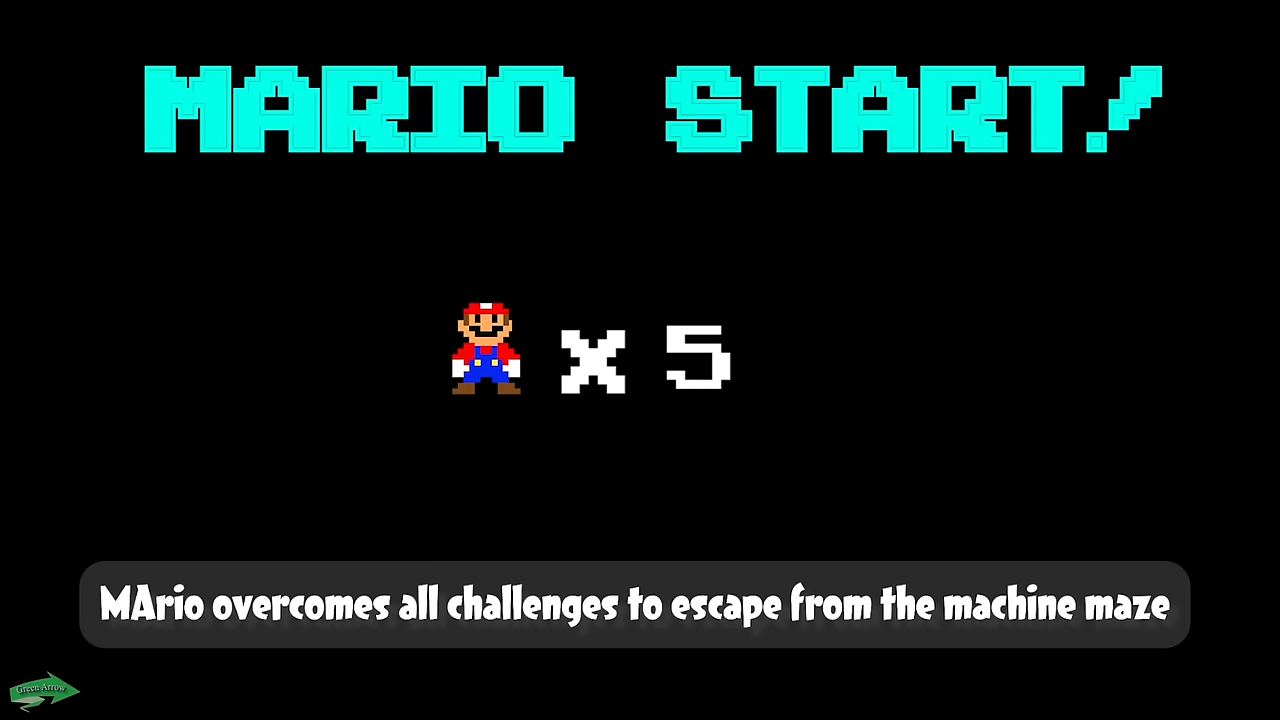 MARIO START!
x 5
MArio overcomes all challenges to escape from the machine maze
Green Arrow